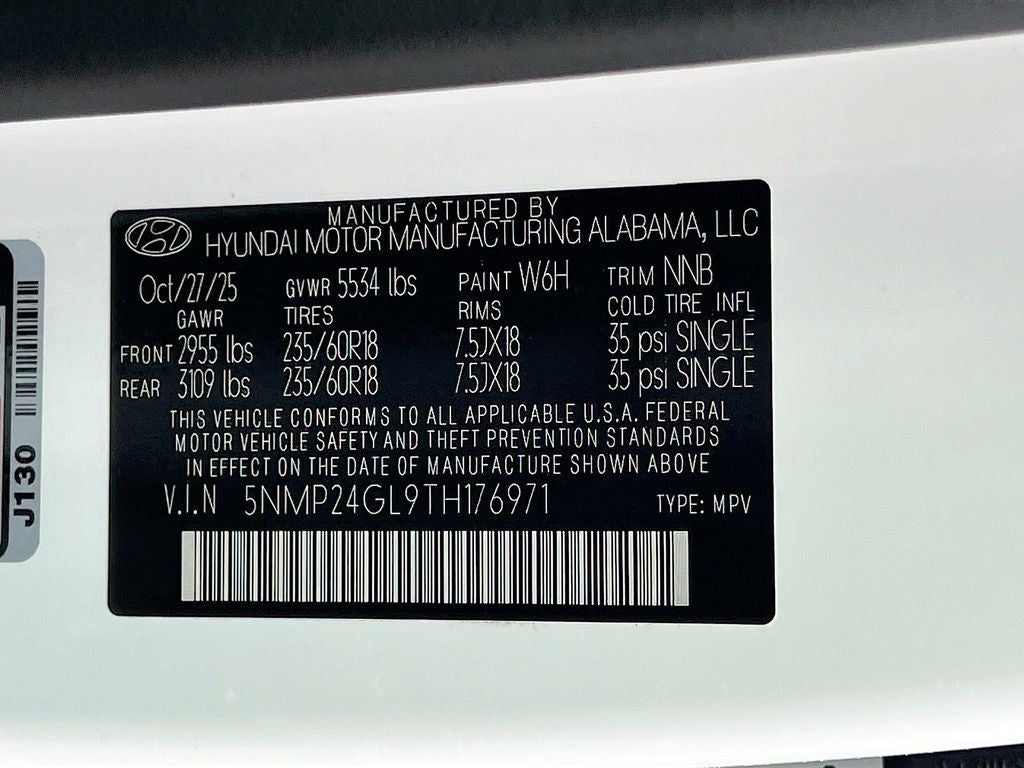 MANUFACTURED BY
HYUNDAI MOTOR MANUFACTURING ALABAMA, LLC
Oct/27/25 GVWR 5534 lbs PAINT W6H TRIM NNB
GAWR TIRES RIMS COLD TIRE INFL
FRONT 2955 lbs 235/60R18 7.5JX18 35 psi SINGLE
REAR 3109 lbs 235/60R18 7.5JX18 35 psi SINGLE
THIS VEHICLE CONFORMS TO ALL APPLICABLE U.S.A. FEDERAL
MOTOR VEHICLE SAFETY AND THEFT PREVENTION STANDARDS
IN EFFECT ON THE DATE OF MANUFACTURE SHOWN ABOVE
V.I.N 5NMP24GL9TH176971 TYPE: MPV
J130